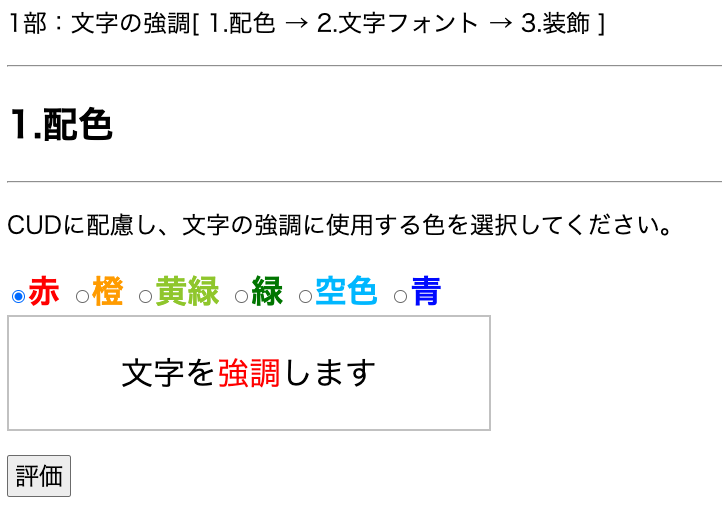 1部：文字の強調[ 1.配色 → 2.文字フォント → 3.装飾 ]
1.配色
CUDに配慮し、文字の強調に使用する色を選択してください。
赤 橙 黄緑 緑 空色 青
文字を強調します
評価